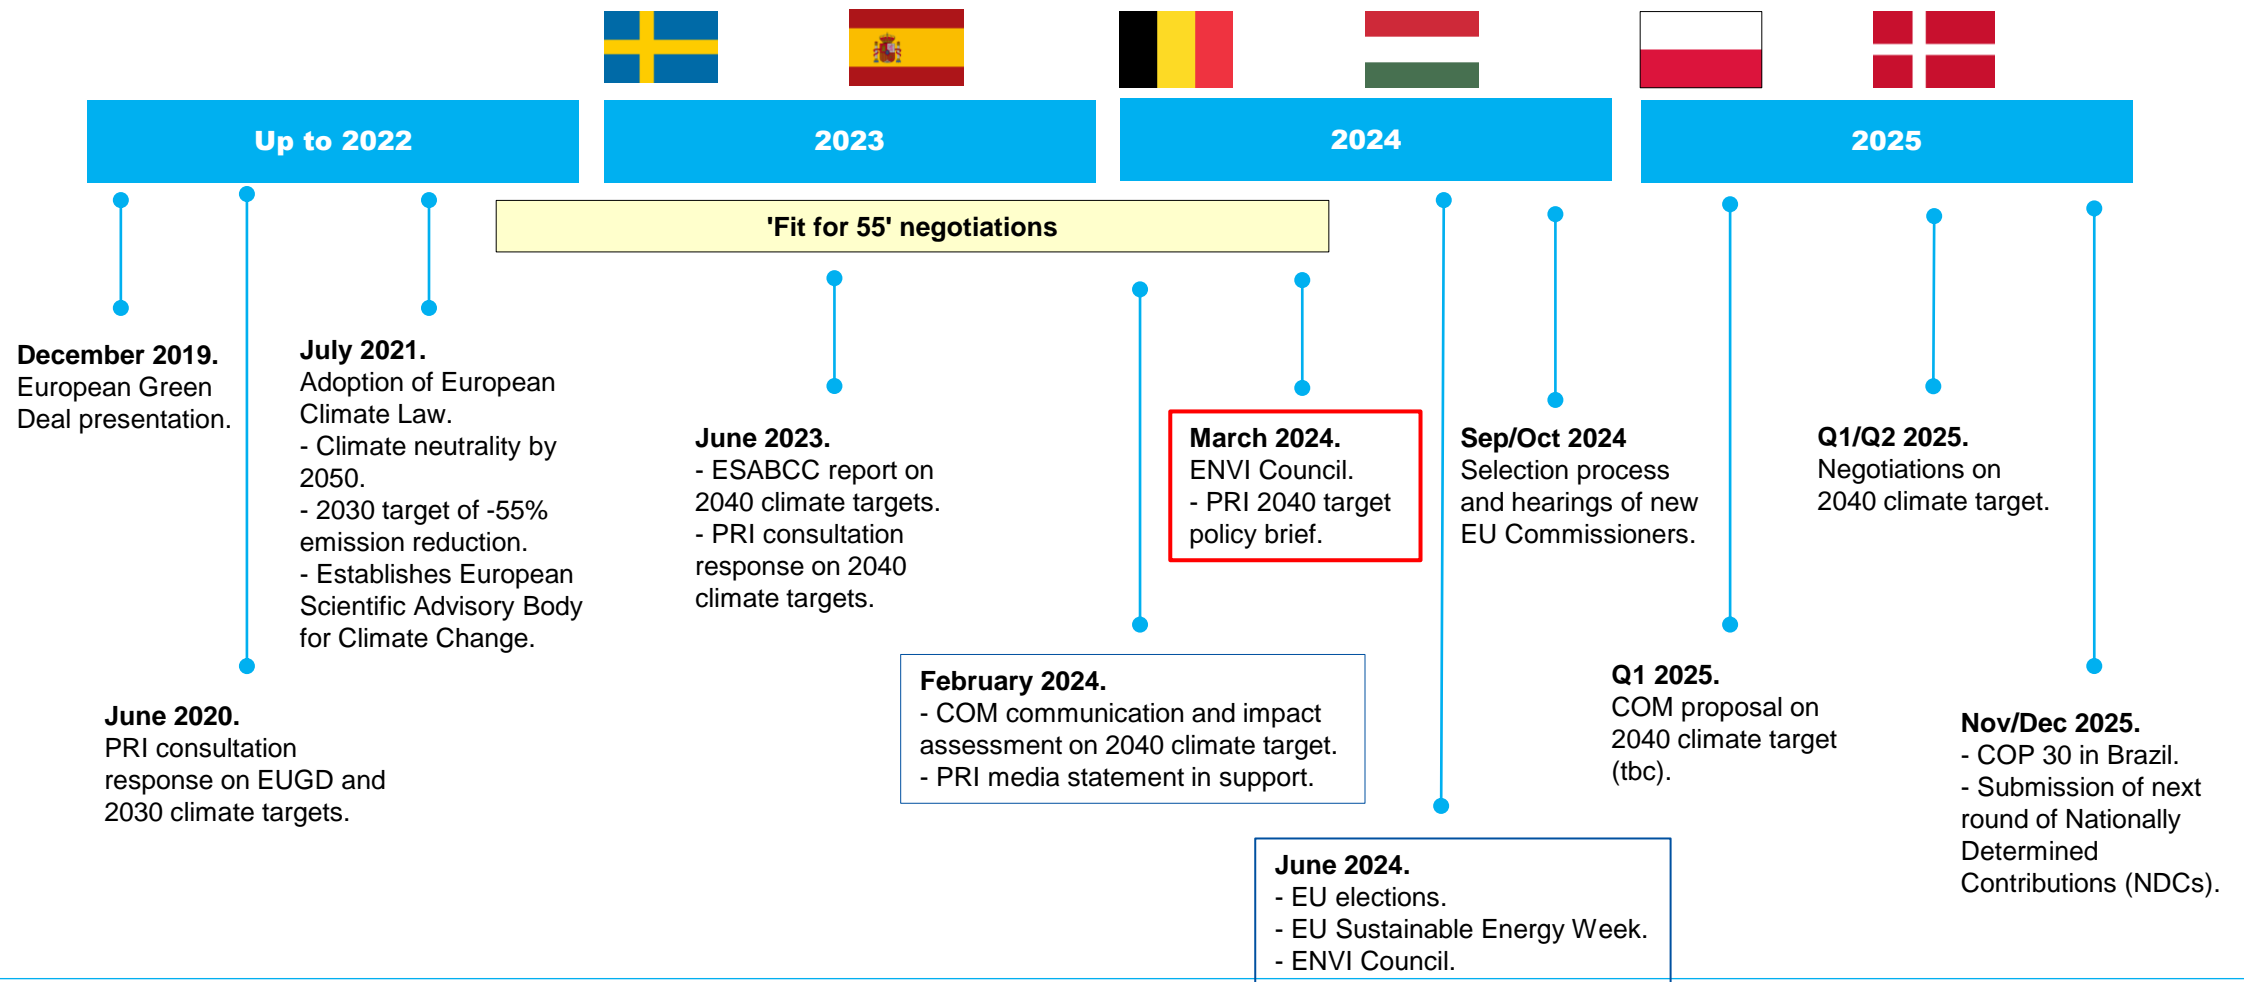 Up to 2022
2023
2024
2025
'Fit for 55' negotiations
December 2019.
European Green
Deal presentation.
June 2020.
PRI consultation
response on EUGD and
2030 climate targets.
July 2021.
Adoption of European
Climate Law.
- Climate neutrality by
2050.
- 2030 target of -55%
emission reduction.
- Establishes European
Scientific Advisory Body
for Climate Change.
June 2023.
- ESABCC report on
2040 climate targets.
- PRI consultation
response on 2040
climate targets.
February 2024.
- COM communication and impact
assessment on 2040 climate target.
- PRI media statement in support.
March 2024.
ENVI Council.
- PRI 2040 target
policy brief.
June 2024.
- EU elections.
- EU Sustainable Energy Week.
- ENVI Council.
Sep/Oct 2024
Selection process
and hearings of new
EU Commissioners.
Q1 2025.
COM proposal on
2040 climate target
(tbc).
Q1/Q2 2025.
Negotiations on
2040 climate target.
Nov/Dec 2025.
- COP 30 in Brazil.
- Submission of next
round of Nationally
Determined
Contributions (NDCs).